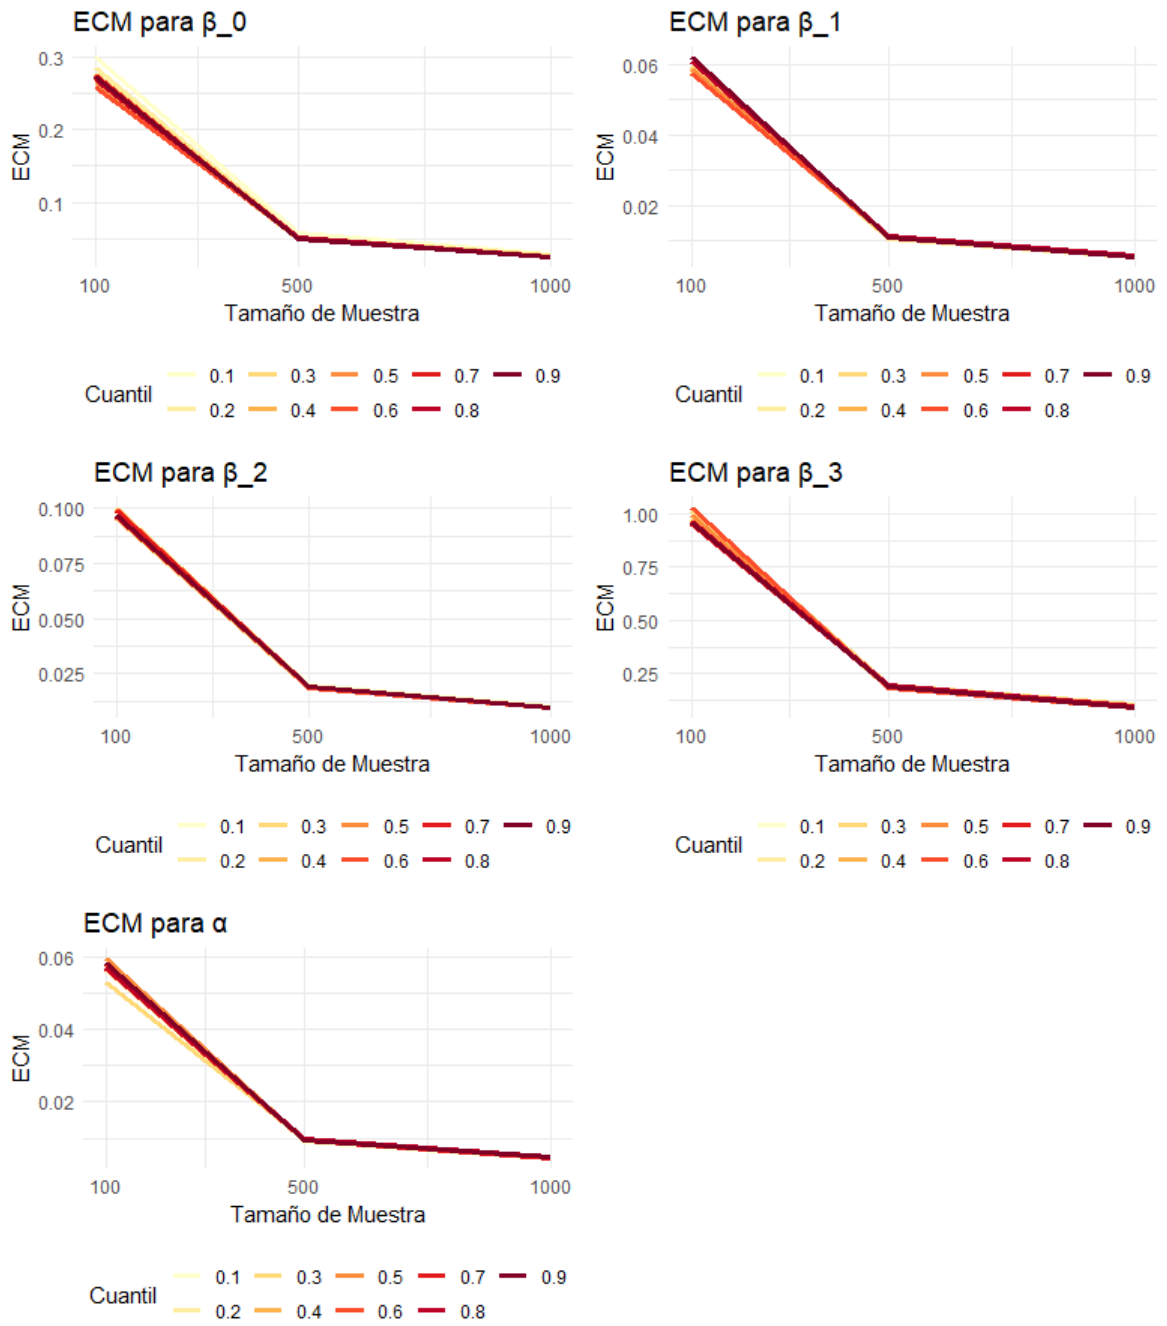 ECM para β_0
ECM
0.3
0.2
0.1
100 500 1000
Tamaño de Muestra
Cuantil
0.1 0.3 0.5 0.7 0.9
0.2 0.4 0.6 0.8
ECM para β_1
ECM
0.06
0.04
0.02
100 500 1000
Tamaño de Muestra
Cuantil
0.1 0.3 0.5 0.7 0.9
0.2 0.4 0.6 0.8
ECM para β_2
ECM
0.100
0.075
0.050
0.025
100 500 1000
Tamaño de Muestra
Cuantil
0.1 0.3 0.5 0.7 0.9
0.2 0.4 0.6 0.8
ECM para β_3
ECM
1.00
0.75
0.50
0.25
100 500 1000
Tamaño de Muestra
Cuantil
0.1 0.3 0.5 0.7 0.9
0.2 0.4 0.6 0.8
ECM para α
ECM
0.06
0.04
0.02
100 500 1000
Tamaño de Muestra
Cuantil
0.1 0.3 0.5 0.7 0.9
0.2 0.4 0.6 0.8